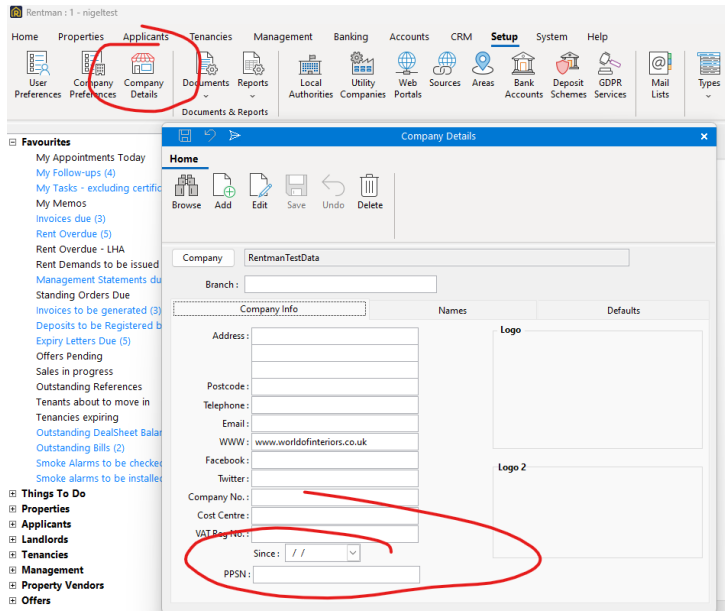 Rentman : 1 - nigeltest
Home Properties Applicants Tenancies Management Banking Accounts CRM Setup System Help
User Preferences
Company Preferences
Company Details
Documents
Reports
Local Authorities
Utility Companies
Web Portals
Sources
Areas
Bank Accounts
Deposit Schemes
GDPR Services
Mail Lists
Types
Documents & Reports
Favourites
My Appointments Today
My Follow-ups (4)
My Tasks - excluding certific
My Memos
Invoices due (3)
Rent Overdue (5)
Rent Overdue - LHA
Rent Demands to be issued
Management Statements du
Standing Orders Due
Invoices to be generated (3)
Deposits to be Registered b
Expiry Letters Due (5)
Offers Pending
Sales in progress
Outstanding References
Tenants about to move in
Tenancies expiring
Outstanding DealSheet Balar
Outstanding Bills (2)
Smoke Alarms to be checked
Smoke alarms to be installed
Things To Do
Properties
Applicants
Landlords
Tenancies
Management
Property Vendors
Offers
Company Details
Home
Browse Add Edit Save Undo Delete
Company RentmanTestData
Branch :
Company Info Names Defaults
Address :
Postcode :
Telephone :
Email :
WWW : www.worldofinteriors.co.uk
Facebook :
Twitter :
Company No. :
Cost Centre :
VAT Reg No. :
Since : / /
PPSN :
Logo
Logo 2